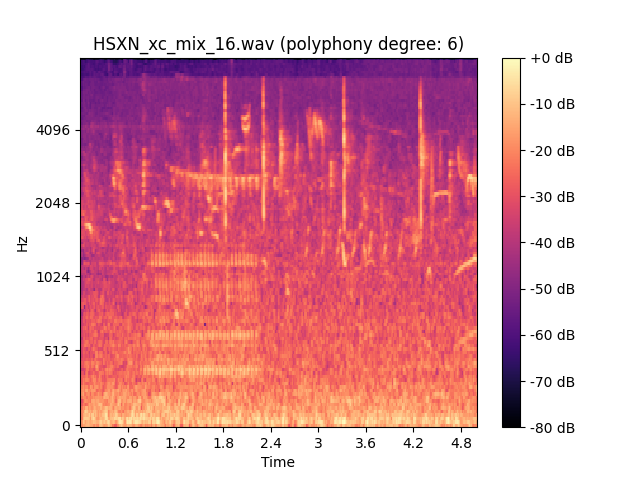 HSXN_xc_mix_16.wav (polyphony degree: 6)
+0 dB
-10 dB
-20 dB
-30 dB
-40 dB
-50 dB
-60 dB
-70 dB
-80 dB
Hz
4096
2048
1024
512
0
0 0.6 1.2 1.8 2.4 3 3.6 4.2 4.8
Time